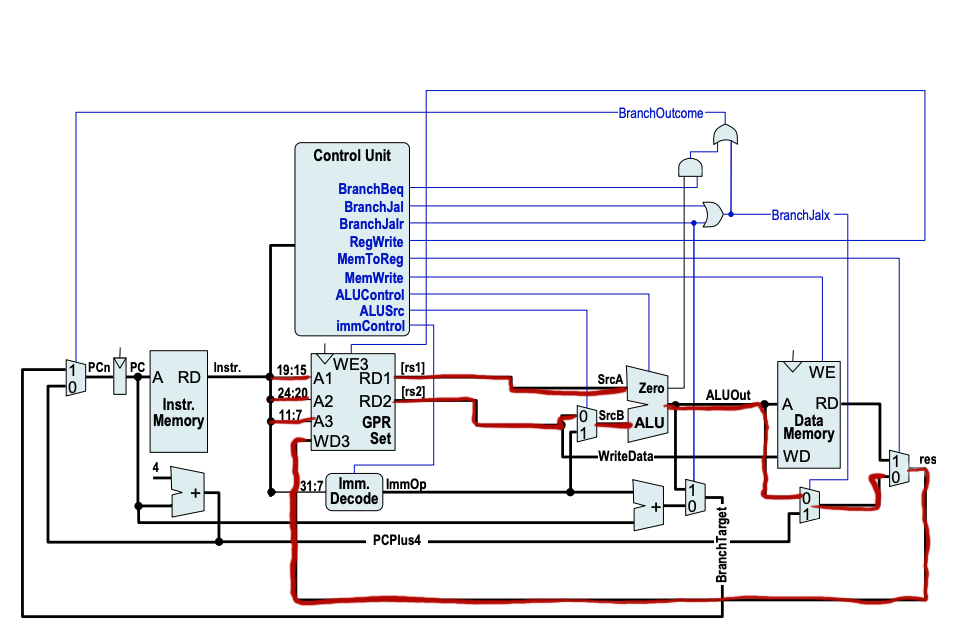 BranchOutcome
Control Unit
BranchBeq
BranchJal
BranchJalr
BranchJalx
RegWrite
MemToReg
MemWrite
ALUControl
ALUSrc
immControl
1
0
PCn
PC
A RD
Instr.
Memory
Instr.
19:15
24:20
11:7
31:7
WE3
A1 RD1
A2 RD2
A3 GPR
Set
WD3
[rs1]
[rs2]
SrcA
0
1
SrcB
Zero
ALU
ALUOut
WE
A RD
Data
Memory
WD
WriteData
1
0
res
4
+
Imm.
Decode
ImmOp
+
1
0
0
1
PCPlus4
BranchTarget